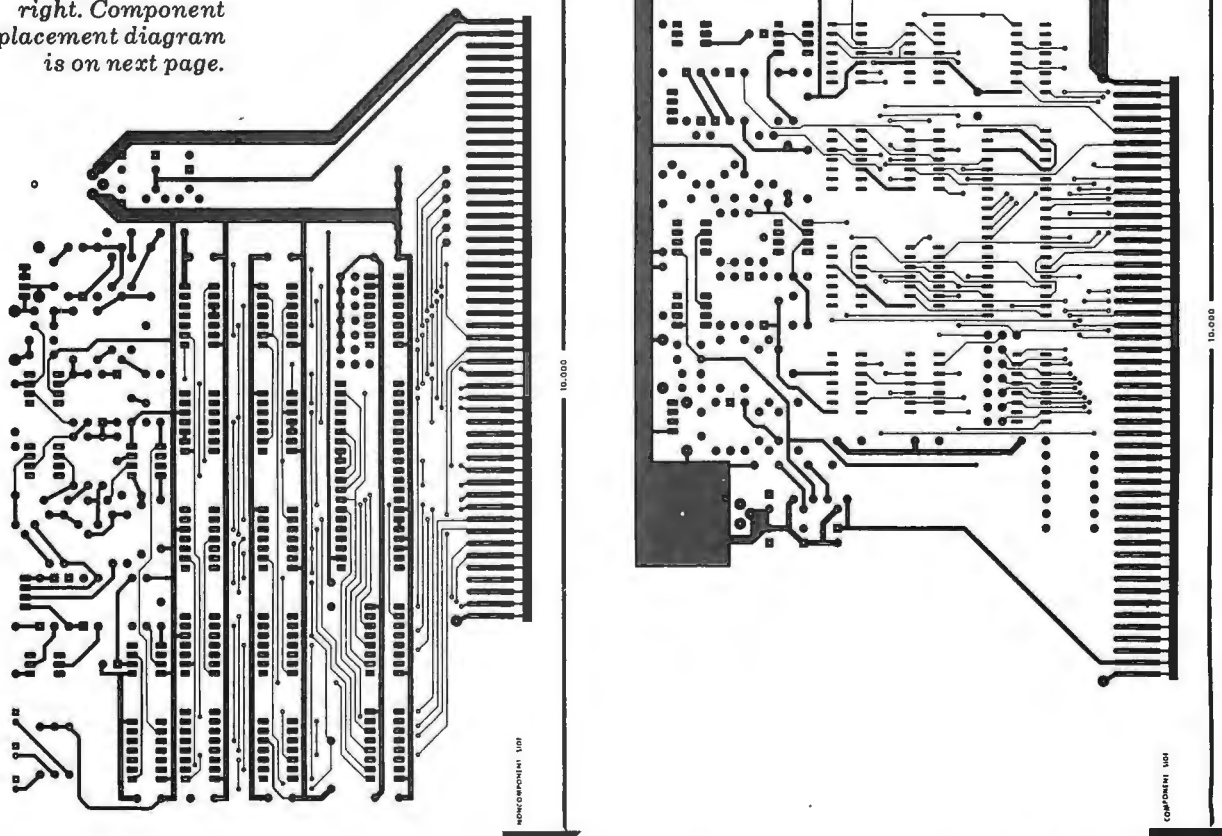 right. Component
placement diagram
is on next page.
10.000
NONCOMPONENT SIDE
10.000
COMPONENT SIDE